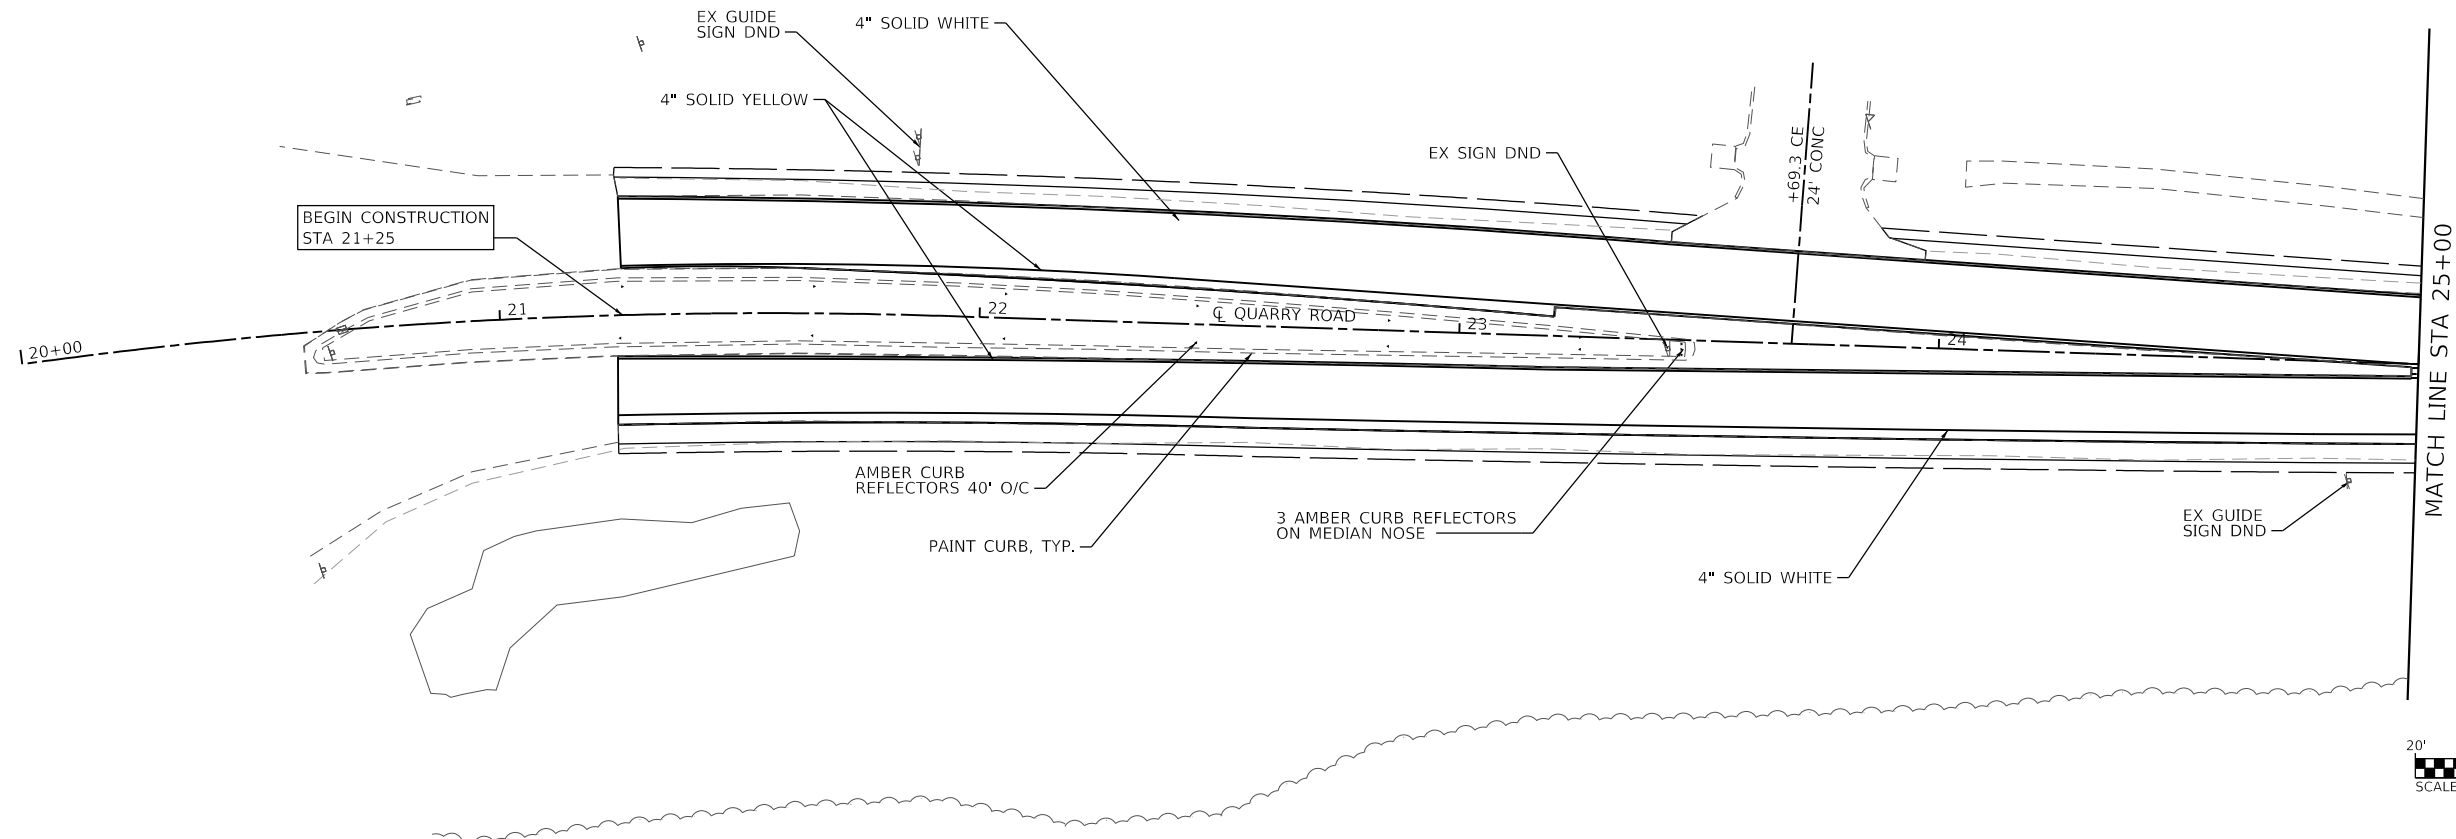 EX GUIDE
SIGN DND
4" SOLID WHITE
4" SOLID YELLOW
EX SIGN DND
+69.3 CE
24' CONC
BEGIN CONSTRUCTION
STA 21+25
MATCH LINE STA 25+00
20+00
21
22
℄ QUARRY ROAD
23
24
AMBER CURB
REFLECTORS 40' O/C
3 AMBER CURB REFLECTORS
ON MEDIAN NOSE
PAINT CURB, TYP.
EX GUIDE
SIGN DND
4" SOLID WHITE
20'
SCALE